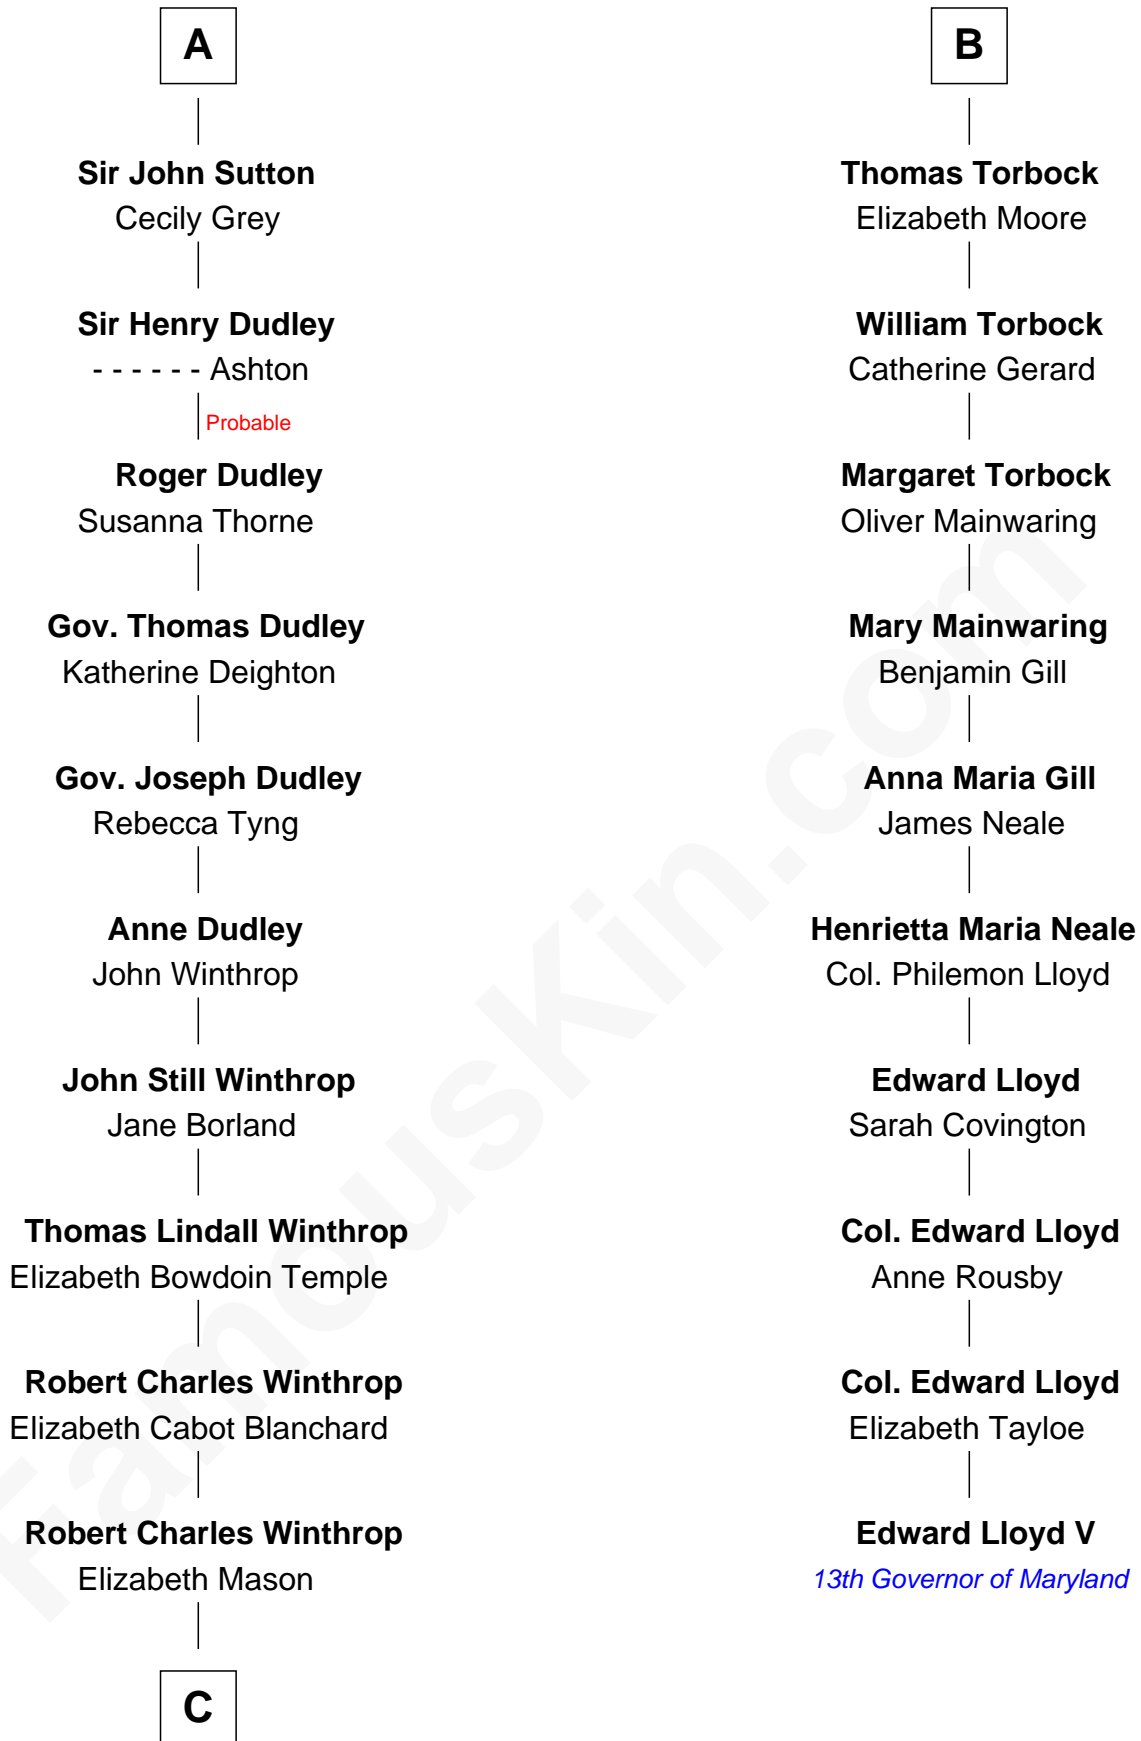 A
Sir John Sutton
Cecily Grey
Sir Henry Dudley
- - - - - - Ashton
Probable
Roger Dudley
Susanna Thorne
Gov. Thomas Dudley
Katherine Deighton
Gov. Joseph Dudley
Rebecca Tyng
Anne Dudley
John Winthrop
John Still Winthrop
Jane Borland
Thomas Lindall Winthrop
Elizabeth Bowdoin Temple
Robert Charles Winthrop
Elizabeth Cabot Blanchard
Robert Charles Winthrop
Elizabeth Mason
C
B
Thomas Torbock
Elizabeth Moore
William Torbock
Catherine Gerard
Margaret Torbock
Oliver Mainwaring
Mary Mainwaring
Benjamin Gill
Anna Maria Gill
James Neale
Henrietta Maria Neale
Col. Philemon Lloyd
Edward Lloyd
Sarah Covington
Col. Edward Lloyd
Anne Rousby
Col. Edward Lloyd
Elizabeth Tayloe
Edward Lloyd V
13th Governor of Maryland
FamousKin.com